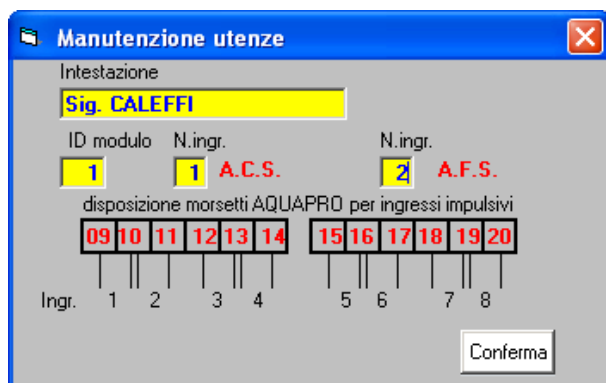 Manutenzione utenze
Intestazione
Sig. CALEFFI
ID modulo N.ingr. N.ingr.
1 1 A.C.S. 2 A.F.S.
disposizione morsetti AQUAPRO per ingressi impulsivi
09 10 11 12 13 14 15 16 17 18 19 20
Ingr. 1 2 3 4 5 6 7 8
Conferma